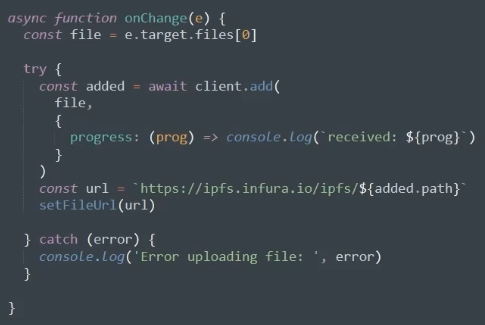 async function onChange(e) {
const file = e.target.files[0]
try {
const added = await client.add(
file,
{
progress: (prog) => console.log(`received: ${prog}`)
}
)
const url = `https://ipfs.infura.io/ipfs/${added.path}`
setFileUrl(url)
} catch (error) {
console.log('Error uploading file: ', error)
}
}